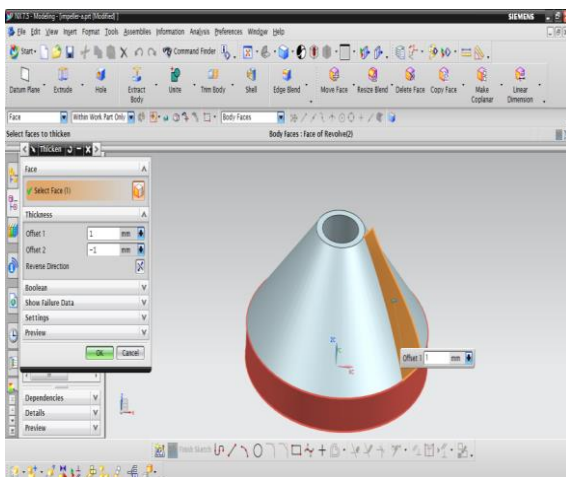 NX 7.5 - Modeling - [impeller-a.prt (Modified) ]
SIEMENS
File Edit View Insert Format Tools Assemblies Information Analysis Preferences Window Help
Start Command Finder
Datum Plane Extrude Hole Extract Body Unite Trim Body Shell Edge Blend Move Face Resize Blend Delete Face Copy Face Make Coplanar Linear Dimension
Face Within Work Part Only Body Faces
Select faces to thicken
Body Faces : Face of Revolve(2)
Thicken
Face
Select Face (1)
Thickness
Offset 1 1 mm
Offset 2 -1 mm
Reverse Direction
Boolean
Show Failure Data
Settings
Preview
OK Cancel
Offset 1 1 mm
Dependencies
Details
Preview
Finish Sketch